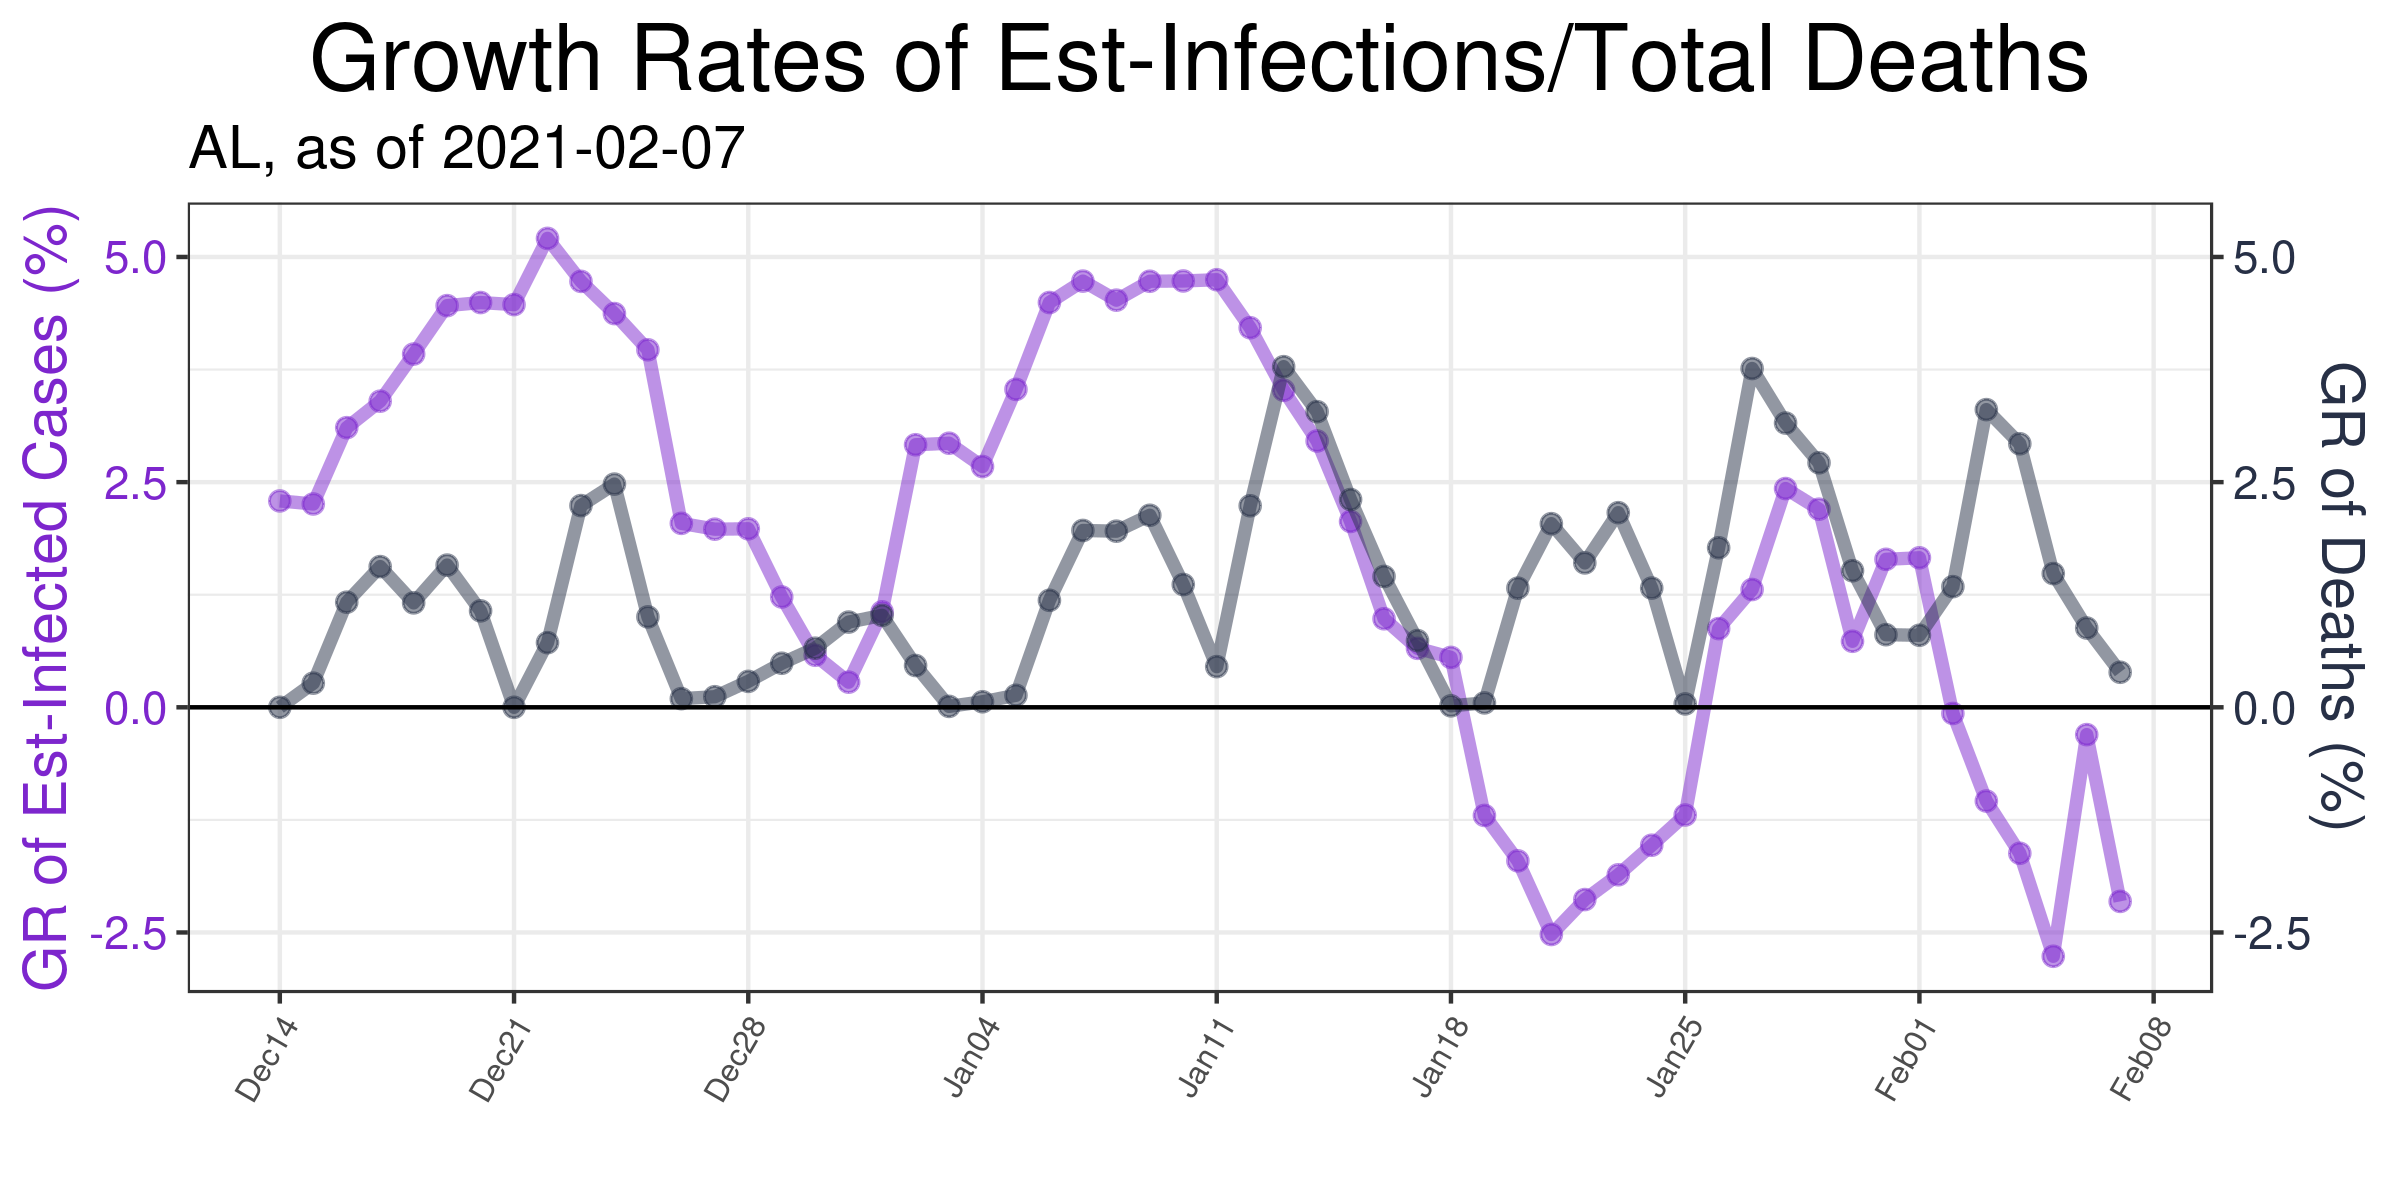 Growth Rates of Est-Infections/Total Deaths
AL, as of 2021-02-07
GR of Est-Infected Cases (%)
5.0
2.5
0.0
-2.5
5.0
2.5
0.0
-2.5
GR of Deaths (%)
Dec14
Dec21
Dec28
Jan04
Jan11
Jan18
Jan25
Feb01
Feb08